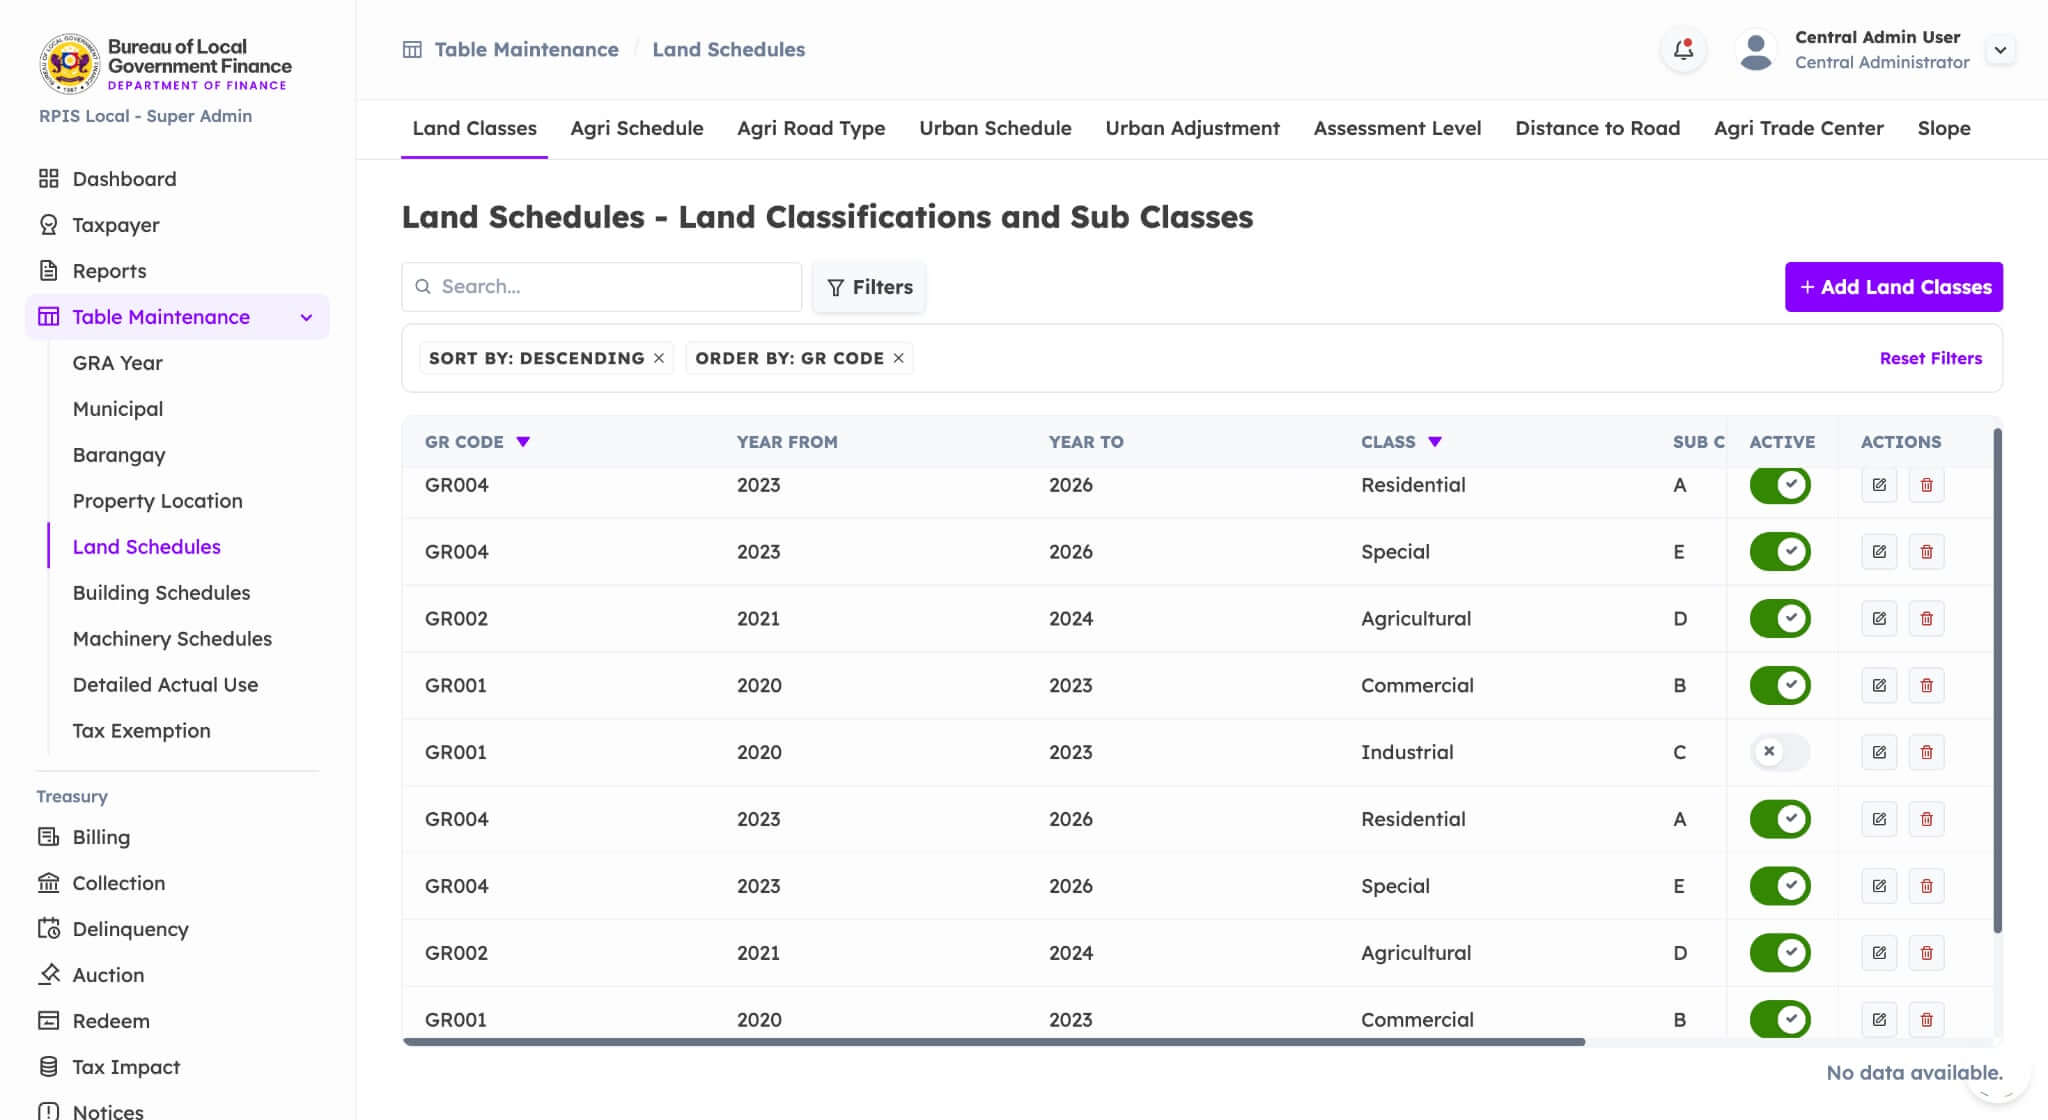 Bureau of Local
Government Finance
DEPARTMENT OF FINANCE
RPIS Local - Super Admin
Dashboard
Taxpayer
Reports
Table Maintenance
GRA Year
Municipal
Barangay
Property Location
Land Schedules
Building Schedules
Machinery Schedules
Detailed Actual Use
Tax Exemption
Treasury
Billing
Collection
Delinquency
Auction
Redeem
Tax Impact
Notices
Table Maintenance / Land Schedules
Central Admin User
Central Administrator
Land Classes Agri Schedule Agri Road Type Urban Schedule Urban Adjustment Assessment Level Distance to Road Agri Trade Center Slope
Land Schedules - Land Classifications and Sub Classes
Search... Filters + Add Land Classes
SORT BY: DESCENDING × ORDER BY: GR CODE × Reset Filters
GR CODE YEAR FROM YEAR TO CLASS SUB C ACTIVE ACTIONS
GR004 2023 2026 Residential A
GR004 2023 2026 Special E
GR002 2021 2024 Agricultural D
GR001 2020 2023 Commercial B
GR001 2020 2023 Industrial C
GR004 2023 2026 Residential A
GR004 2023 2026 Special E
GR002 2021 2024 Agricultural D
GR001 2020 2023 Commercial B
No data available.